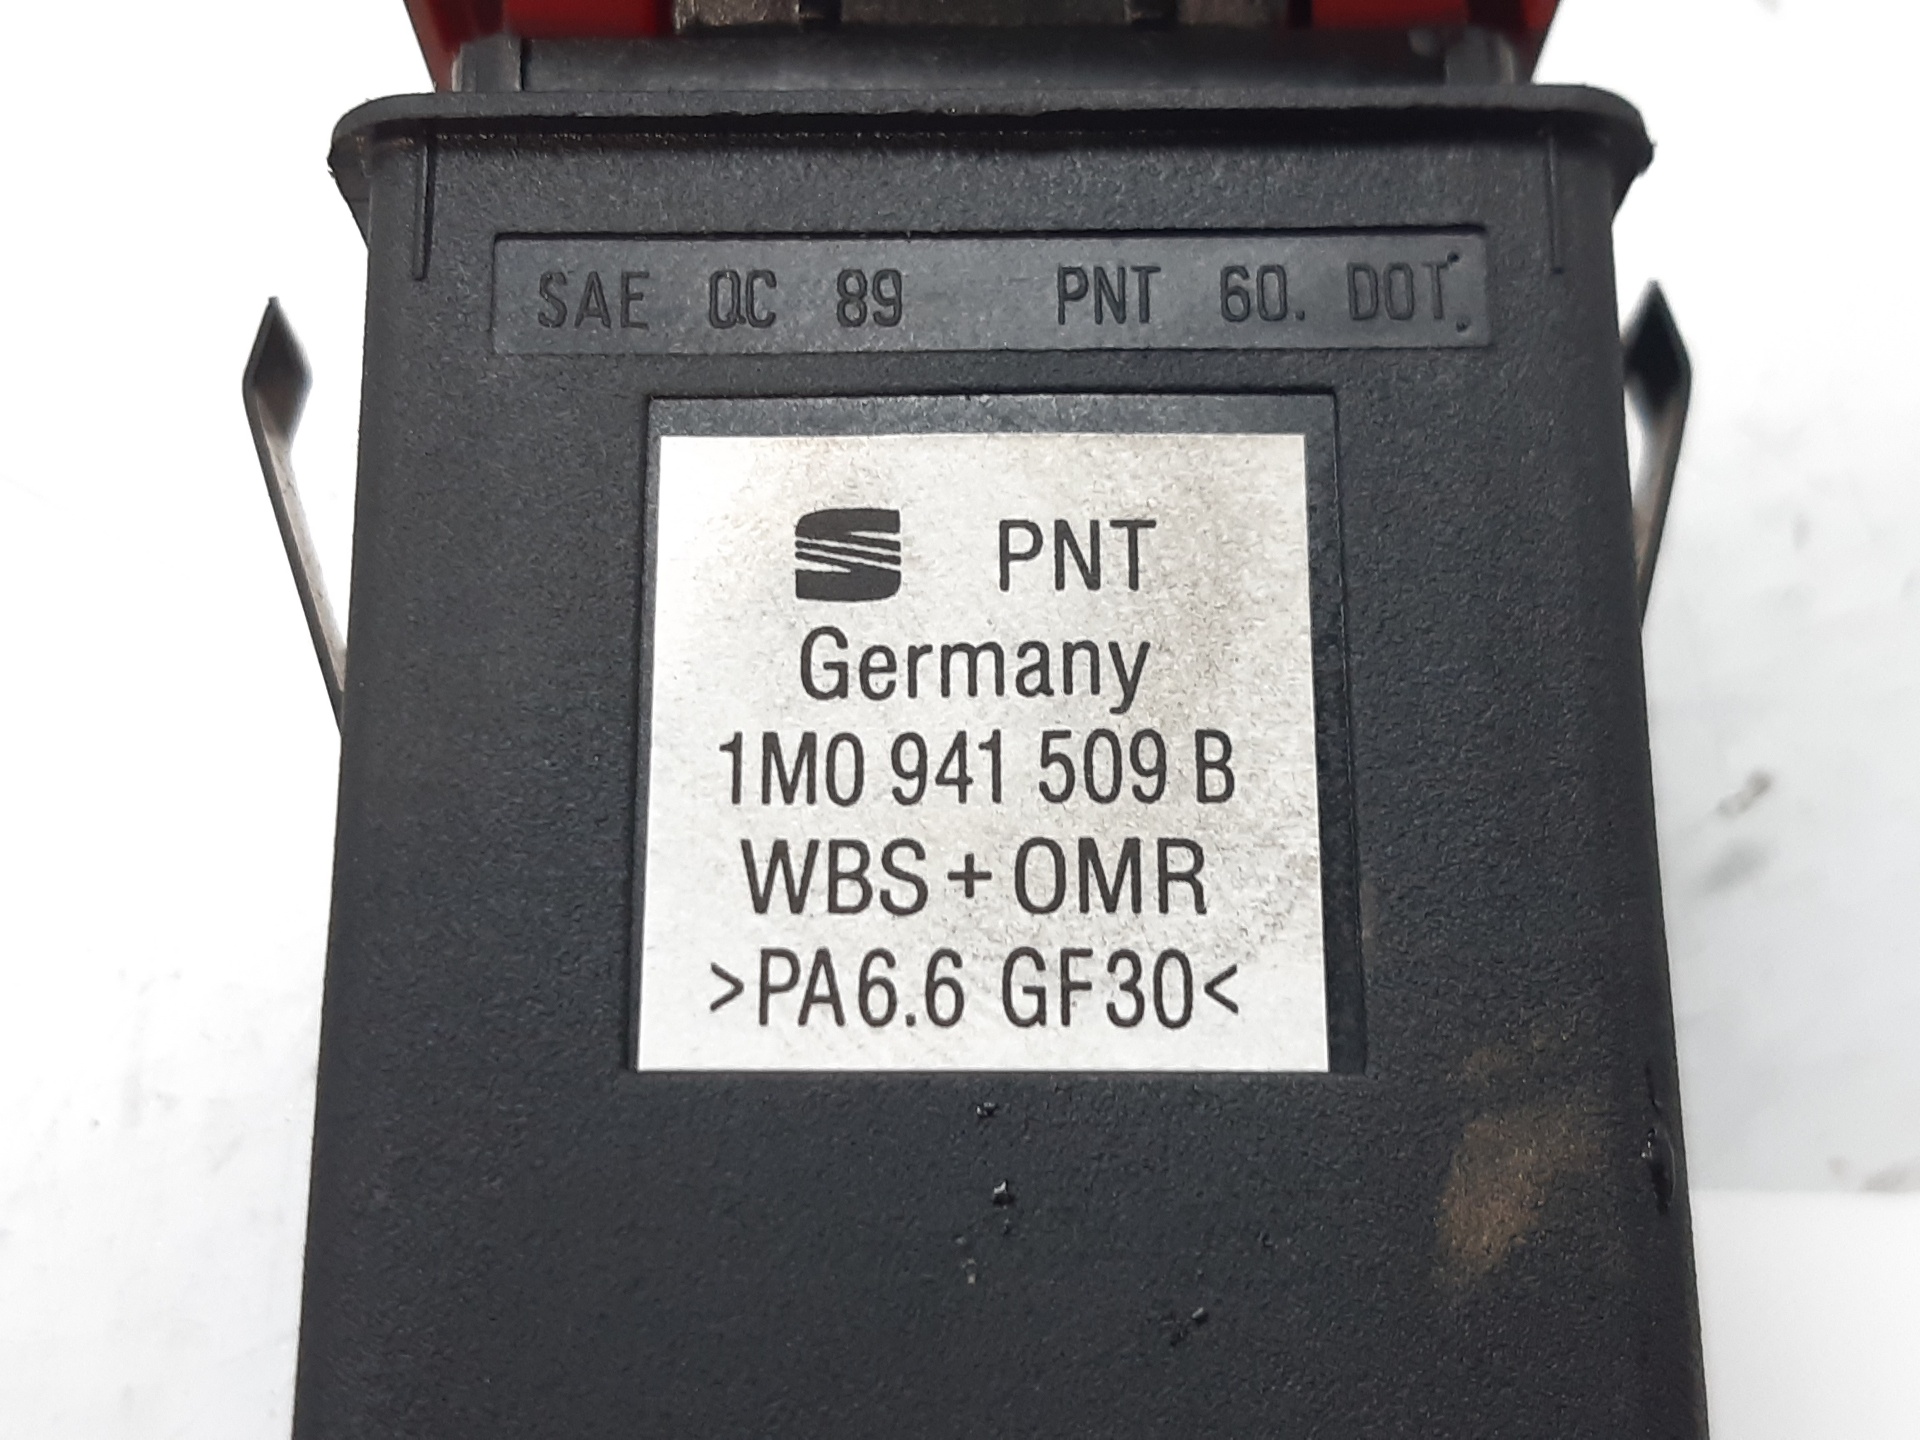 SAE QC 89 PNT 60. DOT.
PNT
Germany
1M0 941 509 B
WBS + OMR
>PA6.6 GF30<